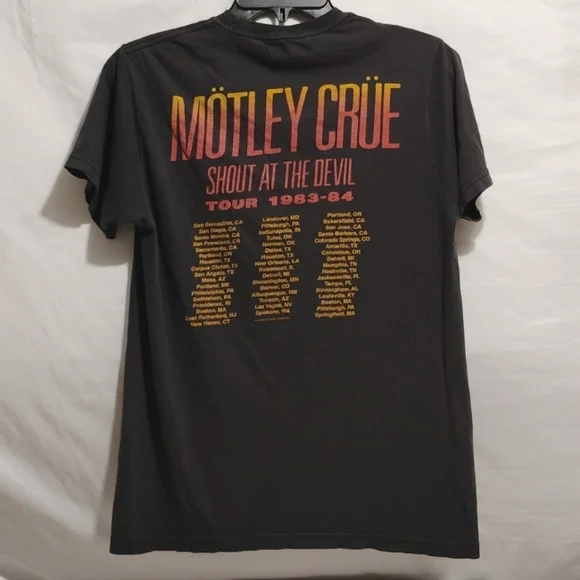 MÖTLEY CRÜE
SHOUT AT THE DEVIL
TOUR 1983-84
San Bernadino, CA
San Diego, CA
Santa Monica, CA
San Francisco, CA
Sacramento, CA
Portland, OR
Houston, TX
Corpus Christi, TX
San Angelo, TX
Mesa, AZ
Portland, ME
Philadelphia, PA
Bethlehem, PA
Providence, RI
Boston, MA
East Rutherford, NJ
New Haven, CT
Landover, MD
Pittsburgh, PA
Indianapolis, IN
Tulsa, OK
Norman, OK
Dallas, TX
Houston, TX
New Orleans, LA
Rosemont, IL
Detroit, MI
Bloomington, MN
Denver, CO
Albuquerque, NM
Tucson, AZ
Las Vegas, NV
Spokane, WA
Portland, OR
Bakersfield, CA
San Jose, CA
Santa Barbara, CA
Colorado Springs, CO
Amarillo, TX
Columbus, OH
Detroit, MI
Memphis, TN
Nashville, TN
Jacksonville, FL
Tampa, FL
Birmingham, AL
Louisville, KY
Boston, MA
Pittsburgh, PA
Springfield, MA